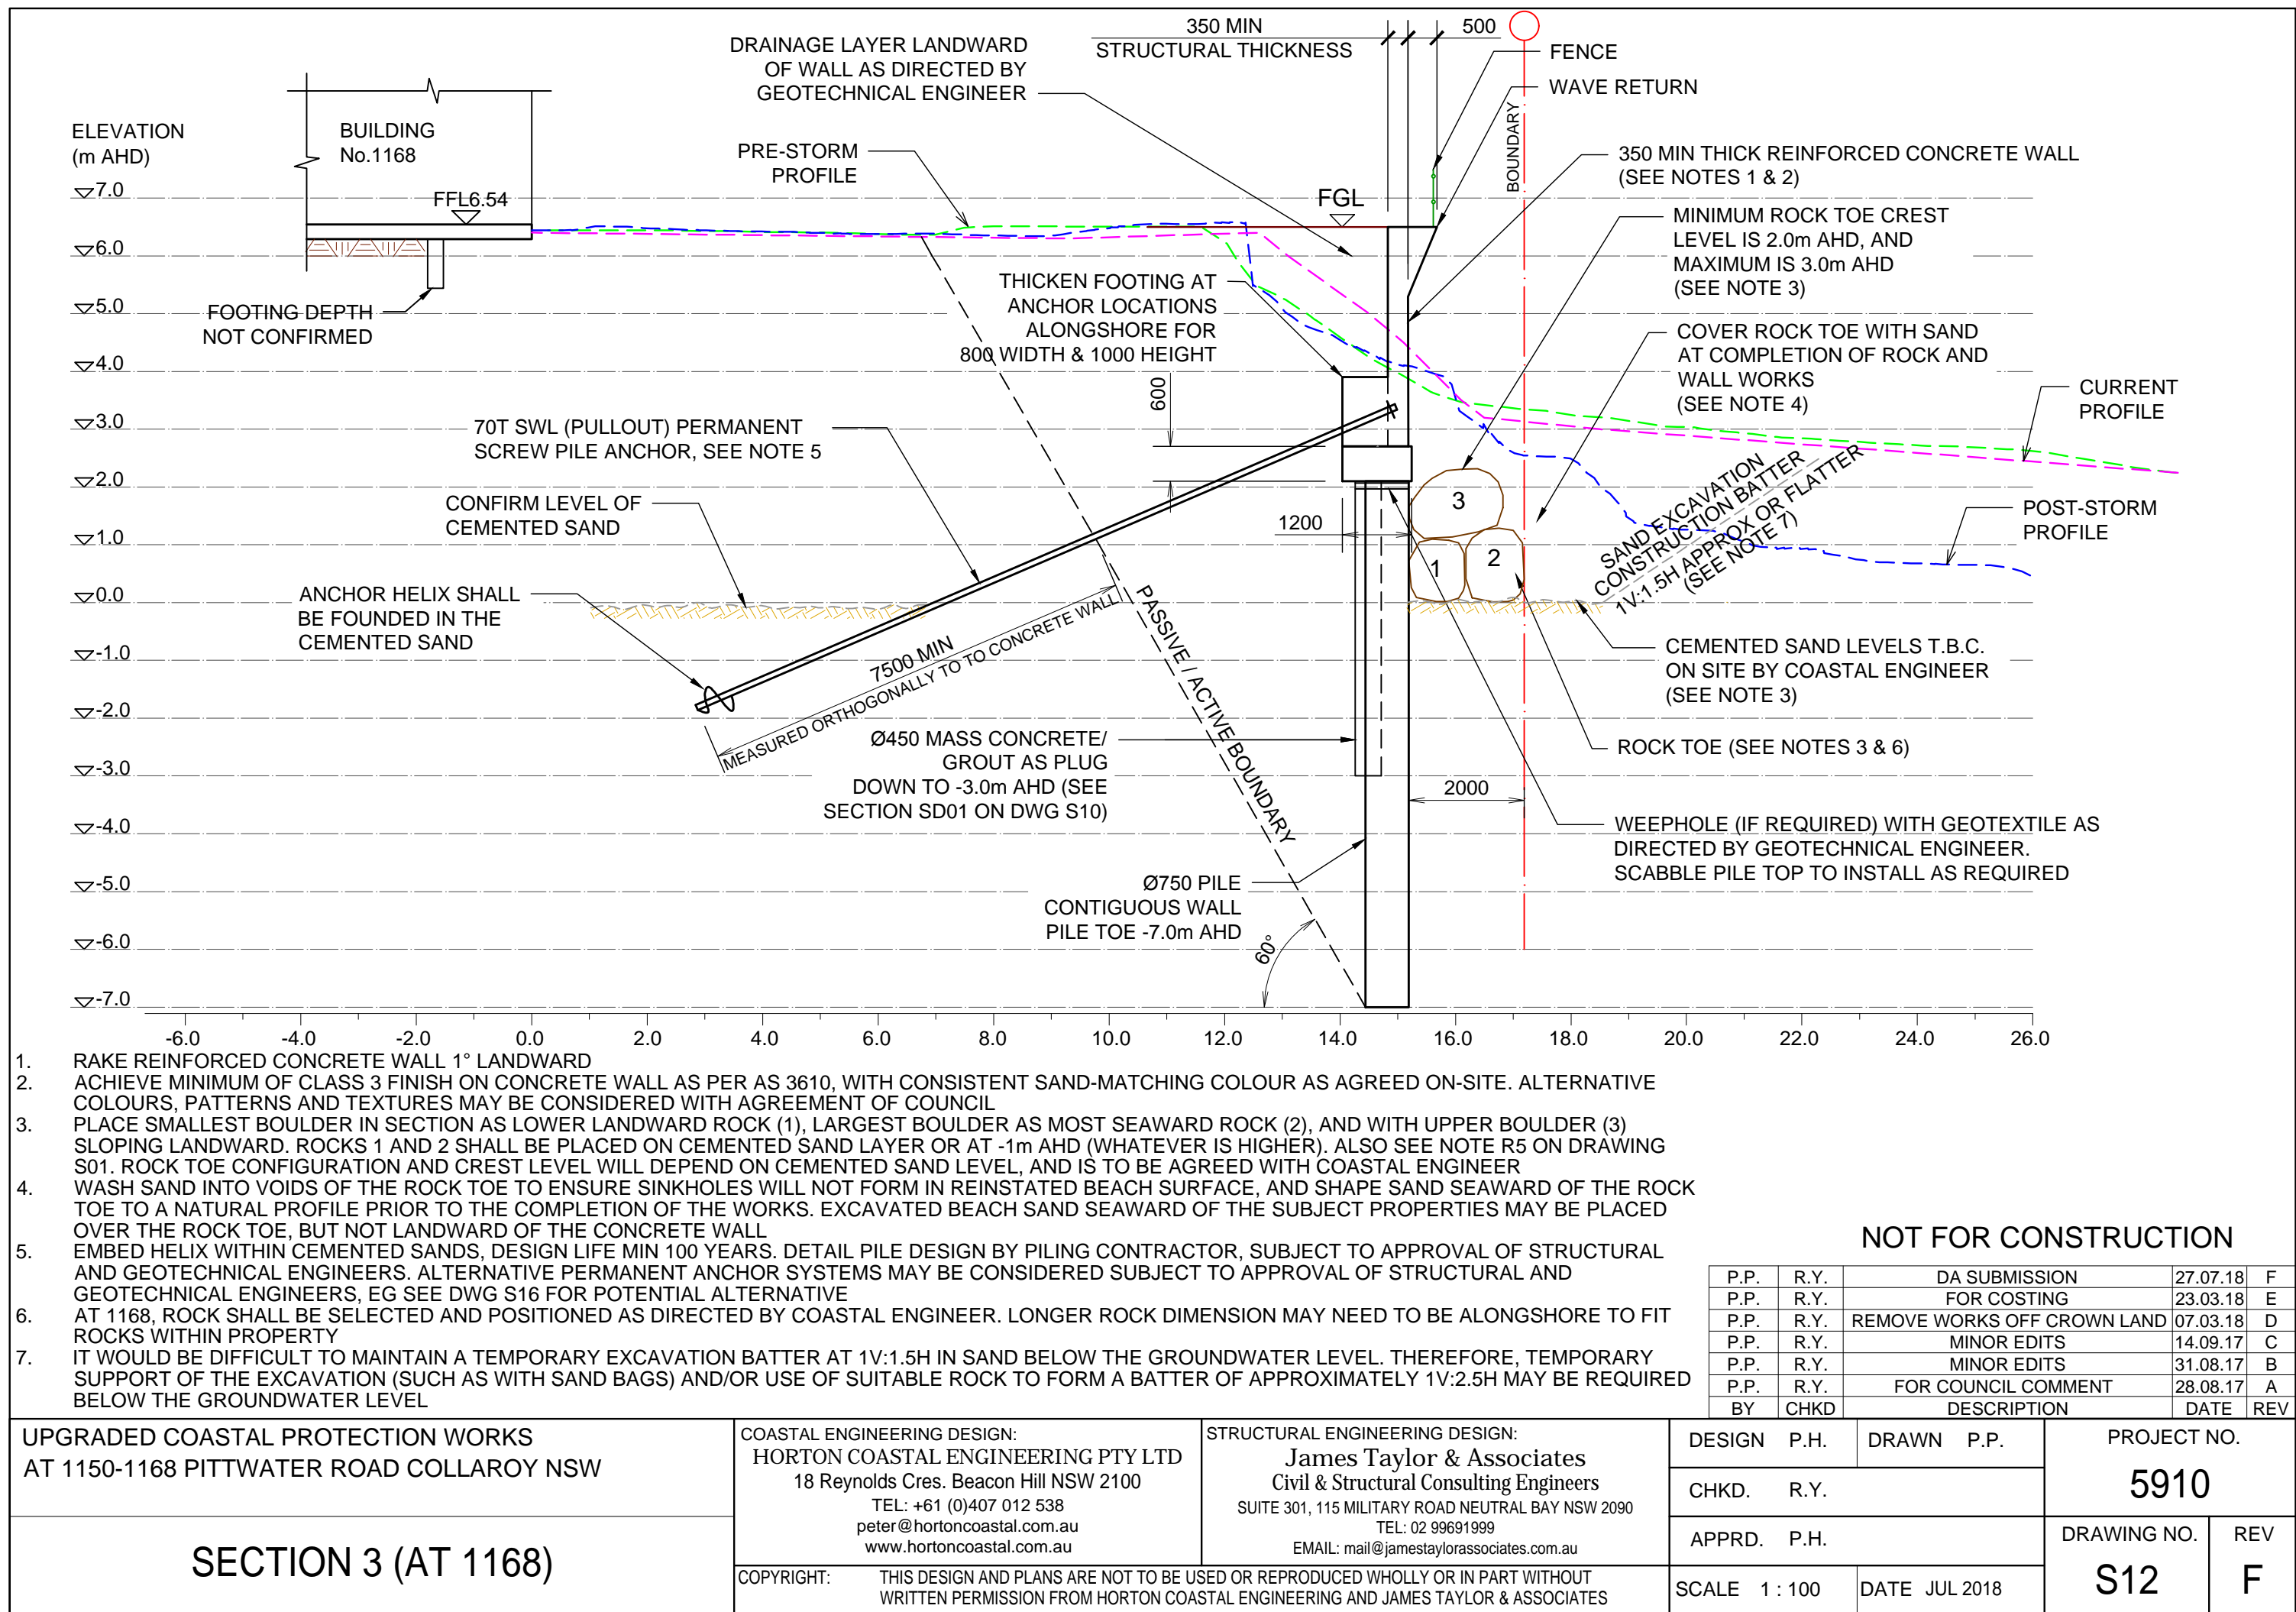 350 MIN
STRUCTURAL THICKNESS
500
DRAINAGE LAYER LANDWARD
OF WALL AS DIRECTED BY
GEOTECHNICAL ENGINEER
FENCE
WAVE RETURN
BOUNDARY
ELEVATION
(m AHD)
BUILDING
No.1168
FFL6.54
PRE-STORM
PROFILE
FGL
350 MIN THICK REINFORCED CONCRETE WALL
(SEE NOTES 1 & 2)
MINIMUM ROCK TOE CREST
LEVEL IS 2.0m AHD, AND
MAXIMUM IS 3.0m AHD
(SEE NOTE 3)
7.0
6.0
5.0
4.0
3.0
2.0
1.0
0.0
-1.0
-2.0
-3.0
-4.0
-5.0
-6.0
-7.0
FOOTING DEPTH
NOT CONFIRMED
THICKEN FOOTING AT
ANCHOR LOCATIONS
ALONGSHORE FOR
800 WIDTH & 1000 HEIGHT
COVER ROCK TOE WITH SAND
AT COMPLETION OF ROCK AND
WALL WORKS
(SEE NOTE 4)
CURRENT
PROFILE
600
70T SWL (PULLOUT) PERMANENT
SCREW PILE ANCHOR, SEE NOTE 5
CONFIRM LEVEL OF
CEMENTED SAND
1200
3
1
2
SAND EXCAVATION
CONSTRUCTION BATTER
1V:1.5H APPROX OR FLATTER
(SEE NOTE 7)
POST-STORM
PROFILE
ANCHOR HELIX SHALL
BE FOUNDED IN THE
CEMENTED SAND
7500 MIN
MEASURED ORTHOGONALLY TO TO CONCRETE WALL
PASSIVE / ACTIVE BOUNDARY
CEMENTED SAND LEVELS T.B.C.
ON SITE BY COASTAL ENGINEER
(SEE NOTE 3)
Ø450 MASS CONCRETE/
GROUT AS PLUG
DOWN TO -3.0m AHD (SEE
SECTION SD01 ON DWG S10)
ROCK TOE (SEE NOTES 3 & 6)
2000
WEEPHOLE (IF REQUIRED) WITH GEOTEXTILE AS
DIRECTED BY GEOTECHNICAL ENGINEER.
SCABBLE PILE TOP TO INSTALL AS REQUIRED
Ø750 PILE
CONTIGUOUS WALL
PILE TOE -7.0m AHD
60°
-6.0 -4.0 -2.0 0.0 2.0 4.0 6.0 8.0 10.0 12.0 14.0 16.0 18.0 20.0 22.0 24.0 26.0
1. RAKE REINFORCED CONCRETE WALL 1° LANDWARD
2. ACHIEVE MINIMUM OF CLASS 3 FINISH ON CONCRETE WALL AS PER AS 3610, WITH CONSISTENT SAND-MATCHING COLOUR AS AGREED ON-SITE. ALTERNATIVE
COLOURS, PATTERNS AND TEXTURES MAY BE CONSIDERED WITH AGREEMENT OF COUNCIL
3. PLACE SMALLEST BOULDER IN SECTION AS LOWER LANDWARD ROCK (1), LARGEST BOULDER AS MOST SEAWARD ROCK (2), AND WITH UPPER BOULDER (3)
SLOPING LANDWARD. ROCKS 1 AND 2 SHALL BE PLACED ON CEMENTED SAND LAYER OR AT -1m AHD (WHATEVER IS HIGHER). ALSO SEE NOTE R5 ON DRAWING
S01. ROCK TOE CONFIGURATION AND CREST LEVEL WILL DEPEND ON CEMENTED SAND LEVEL, AND IS TO BE AGREED WITH COASTAL ENGINEER
4. WASH SAND INTO VOIDS OF THE ROCK TOE TO ENSURE SINKHOLES WILL NOT FORM IN REINSTATED BEACH SURFACE, AND SHAPE SAND SEAWARD OF THE ROCK
TOE TO A NATURAL PROFILE PRIOR TO THE COMPLETION OF THE WORKS. EXCAVATED BEACH SAND SEAWARD OF THE SUBJECT PROPERTIES MAY BE PLACED
OVER THE ROCK TOE, BUT NOT LANDWARD OF THE CONCRETE WALL
5. EMBED HELIX WITHIN CEMENTED SANDS, DESIGN LIFE MIN 100 YEARS. DETAIL PILE DESIGN BY PILING CONTRACTOR, SUBJECT TO APPROVAL OF STRUCTURAL
AND GEOTECHNICAL ENGINEERS. ALTERNATIVE PERMANENT ANCHOR SYSTEMS MAY BE CONSIDERED SUBJECT TO APPROVAL OF STRUCTURAL AND
GEOTECHNICAL ENGINEERS, EG SEE DWG S16 FOR POTENTIAL ALTERNATIVE
6. AT 1168, ROCK SHALL BE SELECTED AND POSITIONED AS DIRECTED BY COASTAL ENGINEER. LONGER ROCK DIMENSION MAY NEED TO BE ALONGSHORE TO FIT
ROCKS WITHIN PROPERTY
7. IT WOULD BE DIFFICULT TO MAINTAIN A TEMPORARY EXCAVATION BATTER AT 1V:1.5H IN SAND BELOW THE GROUNDWATER LEVEL. THEREFORE, TEMPORARY
SUPPORT OF THE EXCAVATION (SUCH AS WITH SAND BAGS) AND/OR USE OF SUITABLE ROCK TO FORM A BATTER OF APPROXIMATELY 1V:2.5H MAY BE REQUIRED
BELOW THE GROUNDWATER LEVEL
NOT FOR CONSTRUCTION
P.P. R.Y. DA SUBMISSION 27.07.18 F
P.P. R.Y. FOR COSTING 23.03.18 E
P.P. R.Y. REMOVE WORKS OFF CROWN LAND 07.03.18 D
P.P. R.Y. MINOR EDITS 14.09.17 C
P.P. R.Y. MINOR EDITS 31.08.17 B
P.P. R.Y. FOR COUNCIL COMMENT 28.08.17 A
BY CHKD DESCRIPTION DATE REV
UPGRADED COASTAL PROTECTION WORKS
AT 1150-1168 PITTWATER ROAD COLLAROY NSW
SECTION 3 (AT 1168)
COASTAL ENGINEERING DESIGN:
HORTON COASTAL ENGINEERING PTY LTD
18 Reynolds Cres. Beacon Hill NSW 2100
TEL: +61 (0)407 012 538
peter@hortoncoastal.com.au
www.hortoncoastal.com.au
STRUCTURAL ENGINEERING DESIGN:
James Taylor & Associates
Civil & Structural Consulting Engineers
SUITE 301, 115 MILITARY ROAD NEUTRAL BAY NSW 2090
TEL: 02 99691999
EMAIL: mail@jamestaylorassociates.com.au
COPYRIGHT: THIS DESIGN AND PLANS ARE NOT TO BE USED OR REPRODUCED WHOLLY OR IN PART WITHOUT
WRITTEN PERMISSION FROM HORTON COASTAL ENGINEERING AND JAMES TAYLOR & ASSOCIATES
DESIGN P.H. DRAWN P.P.
CHKD. R.Y.
APPRD. P.H.
SCALE 1 : 100 DATE JUL 2018
PROJECT NO.
5910
DRAWING NO. REV
S12 F